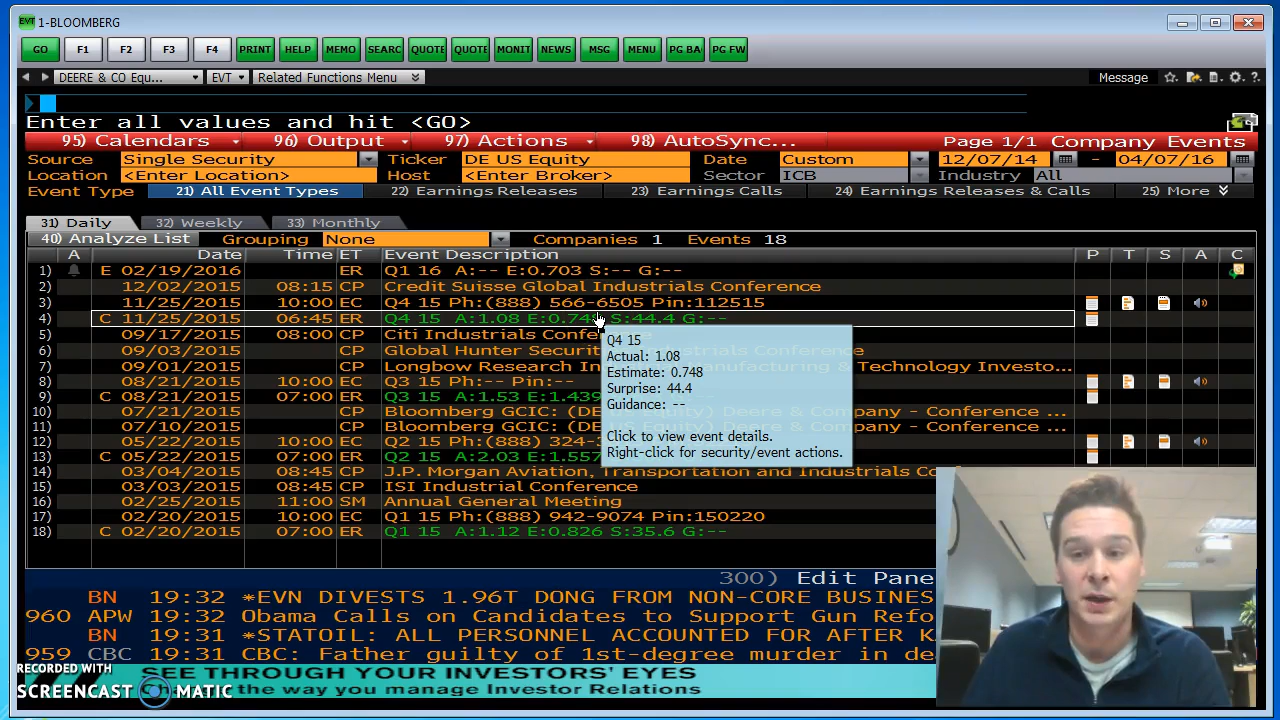 EVT 1-BLOOMBERG
GO F1 F2 F3 F4 PRINT HELP MEMO SEARC QUOTE QUOTE MONIT NEWS MSG MENU PG BA PG FW
DEERE & CO Equ... EVT Related Functions Menu Message
Enter all values and hit <GO>
95) Calendars 96) Output 97) Actions 98) AutoSync... Page 1/1 Company Events
Source Single Security Ticker DE US Equity Date Custom 12/07/14 - 04/07/16
Location <Enter Location> Host <Enter Broker> Sector ICB Industry All
Event Type 21) All Event Types 22) Earnings Releases 23) Earnings Calls 24) Earnings Releases & Calls 25) More
31) Daily 32) Weekly 33) Monthly
40) Analyze List Grouping None Companies 1 Events 18
A Date Time ET Event Description P T S A C
1) E 02/19/2016 ER Q1 16 A:-- E:0.703 S:-- G:--
2) 12/02/2015 08:15 CP Credit Suisse Global Industrials Conference
3) 11/25/2015 10:00 EC Q4 15 Ph:(888) 566-6505 Pin:112515
4) C 11/25/2015 06:45 ER Q4 15 A:1.08 E:0.748 S:44.4 G:--
5) 09/17/2015 08:00 CP Citi Industrials Confe
6) 09/03/2015 CP Global Hunter Securi Industrials Conference
7) 09/01/2015 CP Longbow Research In anufacturing & Technology Investo...
8) 08/21/2015 10:00 EC Q3 15 Ph:-- Pin:--
9) C 08/21/2015 07:00 ER Q3 15 A:1.53 E:1.439
10) 07/21/2015 CP Bloomberg GCIC: (DE US Equity) Deere & Company - Conference ...
11) 07/10/2015 CP Bloomberg GCIC: (DE US Equity) Deere & Company - Conference ...
12) 05/22/2015 10:00 EC Q2 15 Ph:(888) 324-
13) C 05/22/2015 07:00 ER Q2 15 A:2.03 E:1.557
14) 03/04/2015 08:45 CP J.P. Morgan Aviation, Transportation and Industrials Co
15) 03/03/2015 08:45 CP ISI Industrial Conference
16) 02/25/2015 11:00 SM Annual General Meeting
17) 02/20/2015 10:00 EC Q1 15 Ph:(888) 942-9074 Pin:150220
18) C 02/20/2015 07:00 ER Q1 15 A:1.12 E:0.826 S:35.6 G:--
Q4 15
Actual: 1.08
Estimate: 0.748
Surprise: 44.4
Guidance: --
Click to view event details.
Right-click for security/event actions.
300) Edit Pane
BN 19:32 *EVN DIVESTS 1.96T DONG FROM NON-CORE BUSINES
960 APW 19:32 Obama Calls on Candidates to Support Gun Refo
BN 19:31 *STATOIL: ALL PERSONNEL ACCOUNTED FOR AFTER
959 CBC 19:31 CBC: Father guilty of 1st-degree murder in de
SEE THROUGH YOUR INVESTORS' EYES
the way you manage Investor Relations
RECORDED WITH
SCREENCAST MATIC